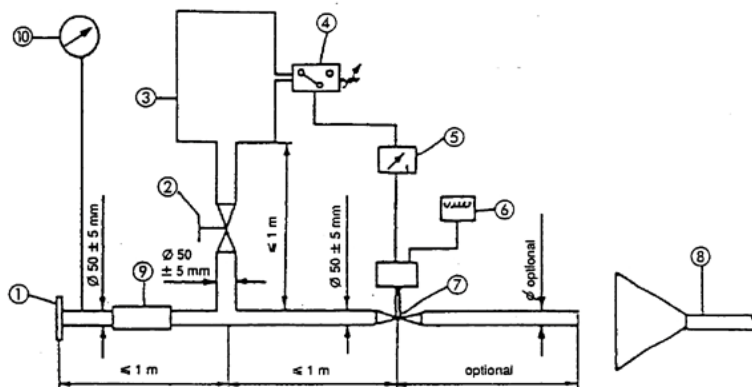 10
4
3
5
2
6
≤ 1 m
Ø 50 ± 5 mm
Ø 50
± 5 mm
Ø 50 ± 5 mm
Ø optional
1
9
7
8
≤ 1 m
≤ 1 m
optional